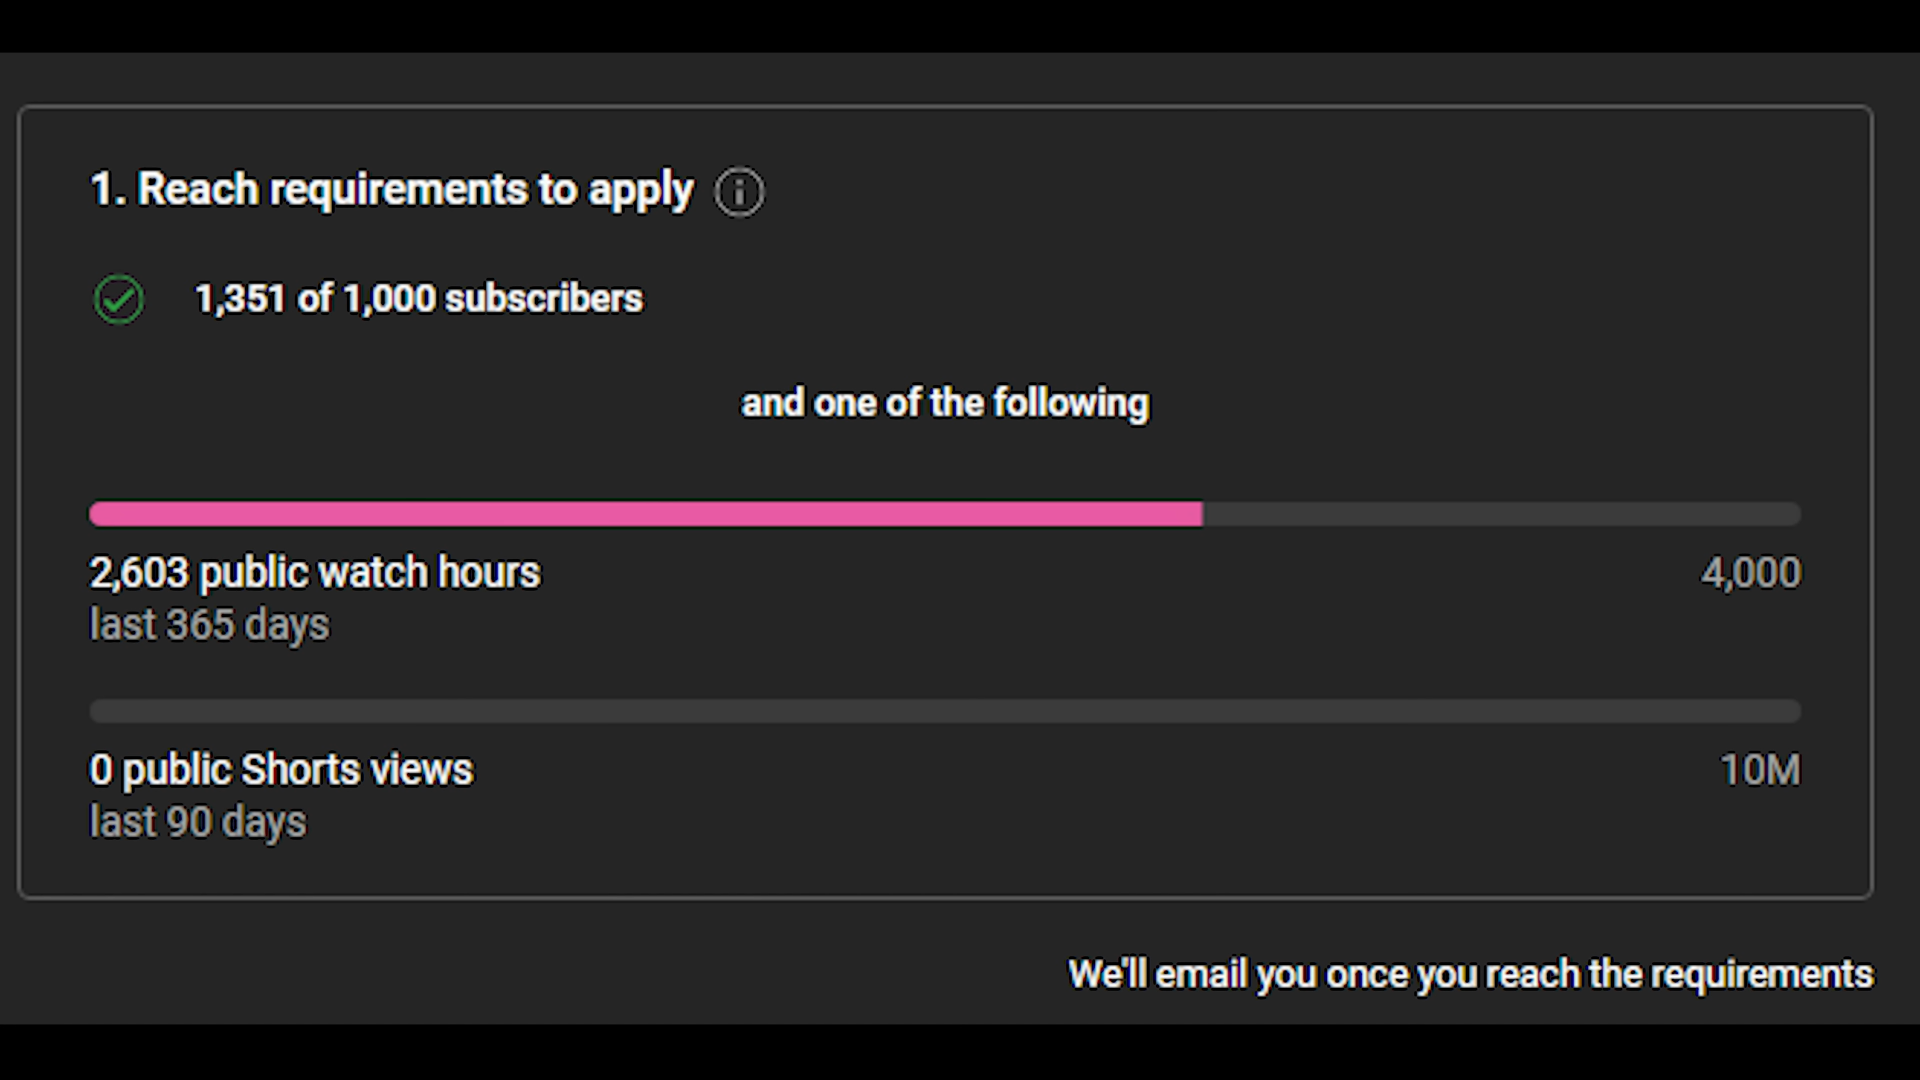 1. Reach requirements to apply
1,351 of 1,000 subscribers
and one of the following
2,603 public watch hours
4,000
last 365 days
0 public Shorts views
10M
last 90 days
We'll email you once you reach the requirements